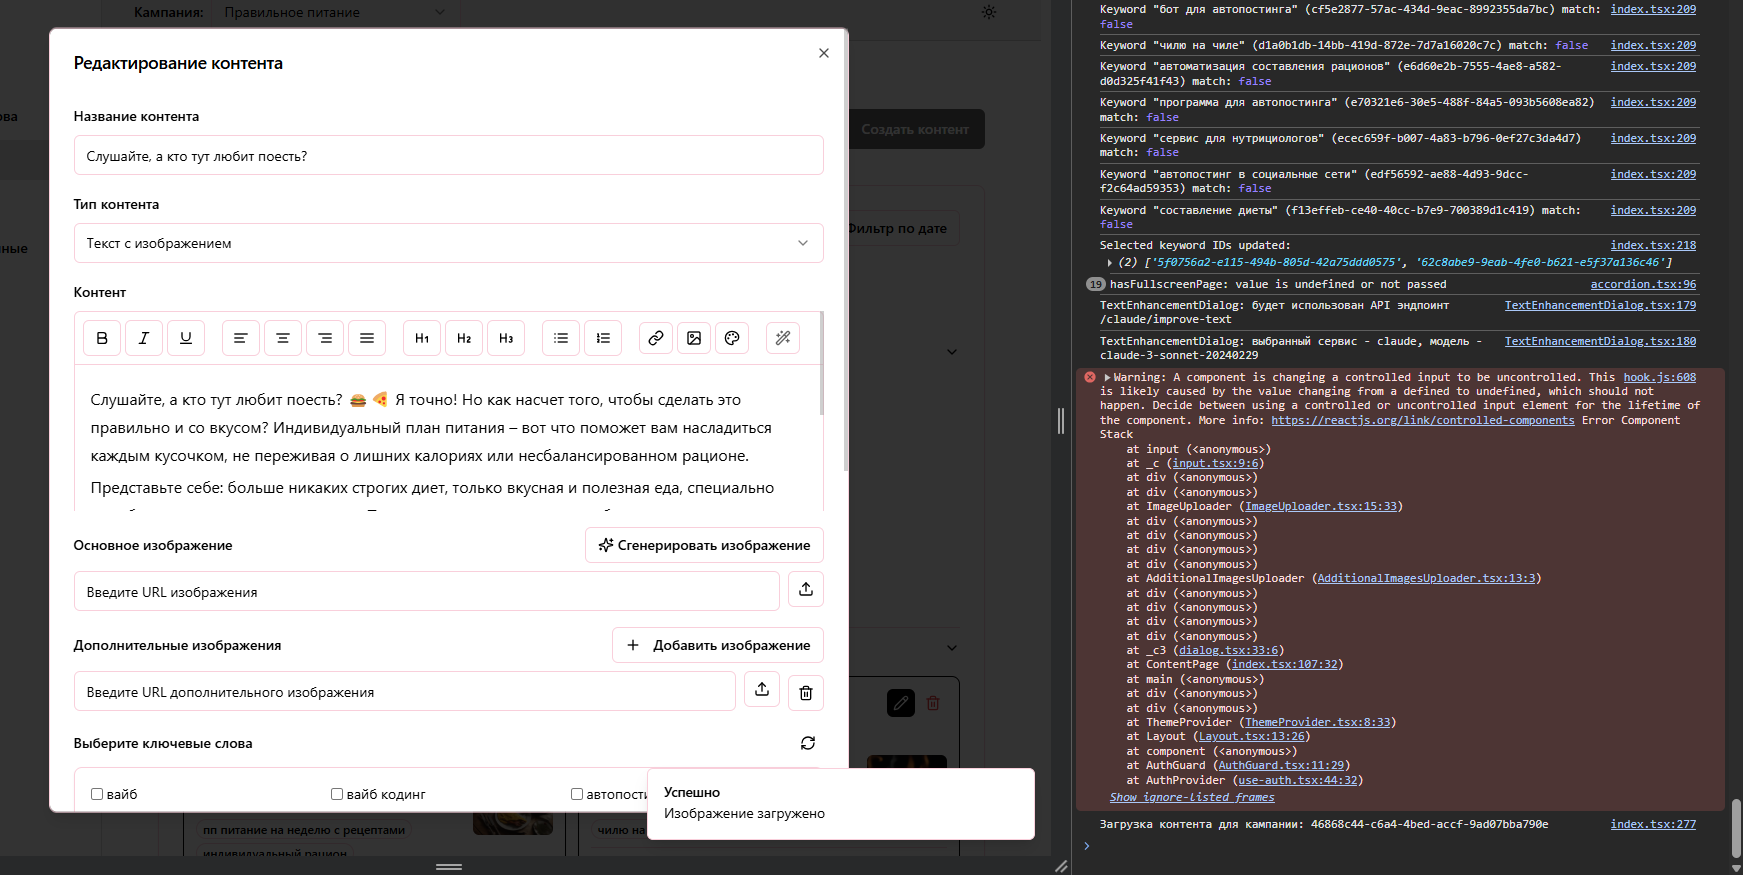 Кампания:
Правильное питание
ова
нные
Создать контент
Фильтр по дате
Редактирование контента
Название контента
Слушайте, а кто тут любит поесть?
Тип контента
Текст с изображением
Контент
B I U H1 H2 H3
Слушайте, а кто тут любит поесть? 🍔 🍕 Я точно! Но как насчет того, чтобы сделать это
правильно и со вкусом? Индивидуальный план питания – вот что поможет вам насладиться
каждым кусочком, не переживая о лишних калориях или несбалансированном рационе.
Представьте себе: больше никаких строгих диет, только вкусная и полезная еда, специально
Основное изображение
Сгенерировать изображение
Введите URL изображения
Дополнительные изображения
Добавить изображение
Введите URL дополнительного изображения
Выберите ключевые слова
вайб
вайб кодинг
автопости
Успешно
Изображение загружено
пп питание на неделю с рецептами
чилю на
индивидуальный рацион
Keyword "бот для автопостинга" (cf5e2877-57ac-434d-9eac-8992355da7bc) match: index.tsx:209
false
Keyword "чилю на чиле" (d1a0b1db-14bb-419d-872e-7d7a16020c7c) match: false index.tsx:209
Keyword "автоматизация составления рационов" (e6d60e2b-7555-4ae8-a582- index.tsx:209
d0d325f41f43) match: false
Keyword "программа для автопостинга" (e70321e6-30e5-488f-84a5-093b5608ea82) index.tsx:209
match: false
Keyword "сервис для нутрициологов" (ecec659f-b007-4a83-b796-0ef27c3da4d7) index.tsx:209
match: false
Keyword "автопостинг в социальные сети" (edf56592-ae88-4d93-9dcc- index.tsx:209
f2c64ad59353) match: false
Keyword "составление диеты" (f13effeb-ce40-40cc-b7e9-700389d1c419) match: index.tsx:209
false
Selected keyword IDs updated: index.tsx:218
(2) ['5f0756a2-e115-494b-805d-42a75ddd0575', '62c8abe9-9eab-4fe0-b621-e5f37a136c46']
19 hasFullscreenPage: value is undefined or not passed accordion.tsx:96
TextEnhancementDialog: будет использован API эндпоинт TextEnhancementDialog.tsx:179
/claude/improve-text
TextEnhancementDialog: выбранный сервис - claude, модель - TextEnhancementDialog.tsx:180
claude-3-sonnet-20240229
Warning: A component is changing a controlled input to be uncontrolled. This hook.js:608
is likely caused by the value changing from a defined to undefined, which should not
happen. Decide between using a controlled or uncontrolled input element for the lifetime of
the component. More info: https://reactjs.org/link/controlled-components Error Component
Stack
at input (<anonymous>)
at _c (input.tsx:9:6)
at div (<anonymous>)
at div (<anonymous>)
at ImageUploader (ImageUploader.tsx:15:33)
at div (<anonymous>)
at div (<anonymous>)
at div (<anonymous>)
at div (<anonymous>)
at AdditionalImagesUploader (AdditionalImagesUploader.tsx:13:3)
at div (<anonymous>)
at div (<anonymous>)
at div (<anonymous>)
at div (<anonymous>)
at _c3 (dialog.tsx:33:6)
at ContentPage (index.tsx:107:32)
at main (<anonymous>)
at div (<anonymous>)
at div (<anonymous>)
at ThemeProvider (ThemeProvider.tsx:8:33)
at Layout (Layout.tsx:13:26)
at component (<anonymous>)
at AuthGuard (AuthGuard.tsx:11:29)
at AuthProvider (use-auth.tsx:44:32)
Show ignore-listed frames
Загрузка контента для кампании: 46868c44-c6a4-4bed-accf-9ad07bba790e index.tsx:277